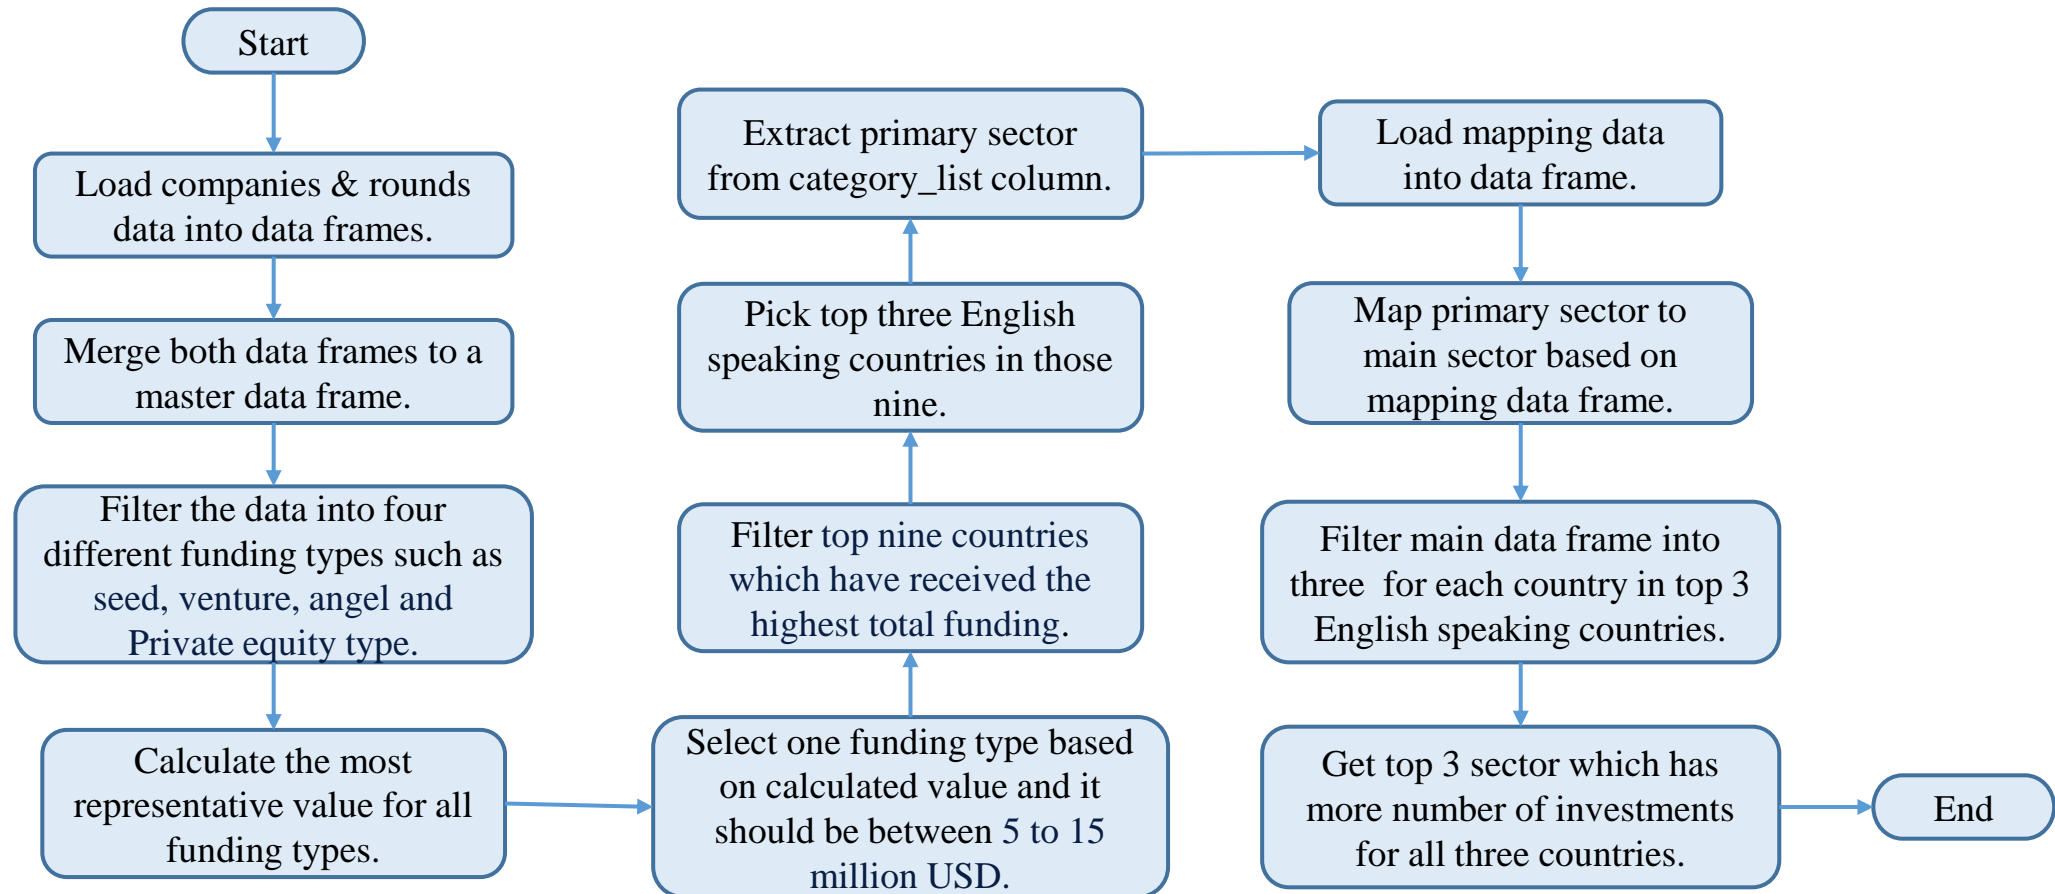 Start
Load companies & rounds
data into data frames.
Merge both data frames to a
master data frame.
Filter the data into four
different funding types such as
seed, venture, angel and
Private equity type.
Calculate the most
representative value for all
funding types.
Select one funding type based
on calculated value and it
should be between 5 to 15
million USD.
Filter top nine countries
which have received the
highest total funding.
Pick top three English
speaking countries in those
nine.
Extract primary sector
from category_list column.
Load mapping data
into data frame.
Map primary sector to
main sector based on
mapping data frame.
Filter main data frame into
three  for each country in top 3
English speaking countries.
Get top 3 sector which has
more number of investments
for all three countries.
End